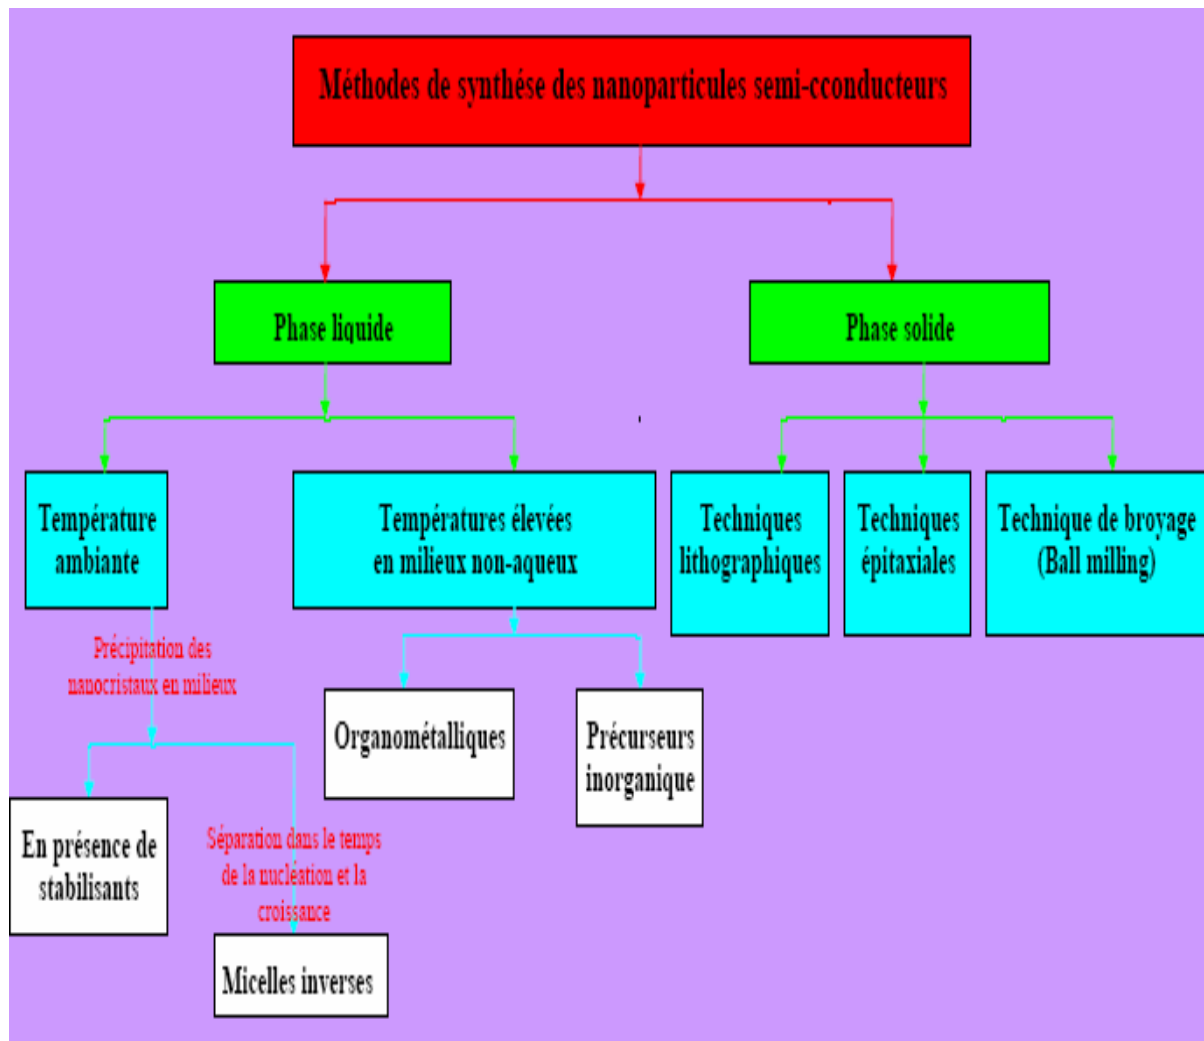 Méthodes de synthése des nanoparticules semi-cconducteurs
Phase liquide
Phase solide
Température
ambiante
Températures élevées
en milieux non-aqueux
Techniques
lithographiques
Techniques
épitaxiales
Technique de broyage
(Ball milling)
Précipitation des
nanocristaux en milieux
Organométalliques
Précurseurs
inorganique
En présence de
stabilisants
Séparation dans le temps
de la nucléation et la
croissance
Micelles inverses